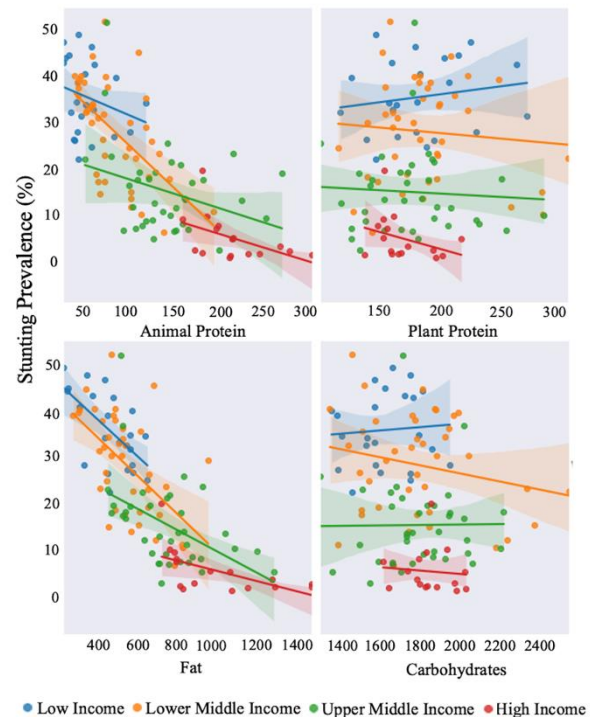 Stunting Prevalence (%)
50
40
30
20
10
0
50 100 150 200 250 300
Animal Protein
150 200 250 300
Plant Protein
50
40
30
20
10
0
400 600 800 1000 1200 1400
Fat
1400 1600 1800 2000 2200 2400
Carbohydrates
Low Income Lower Middle Income Upper Middle Income High Income